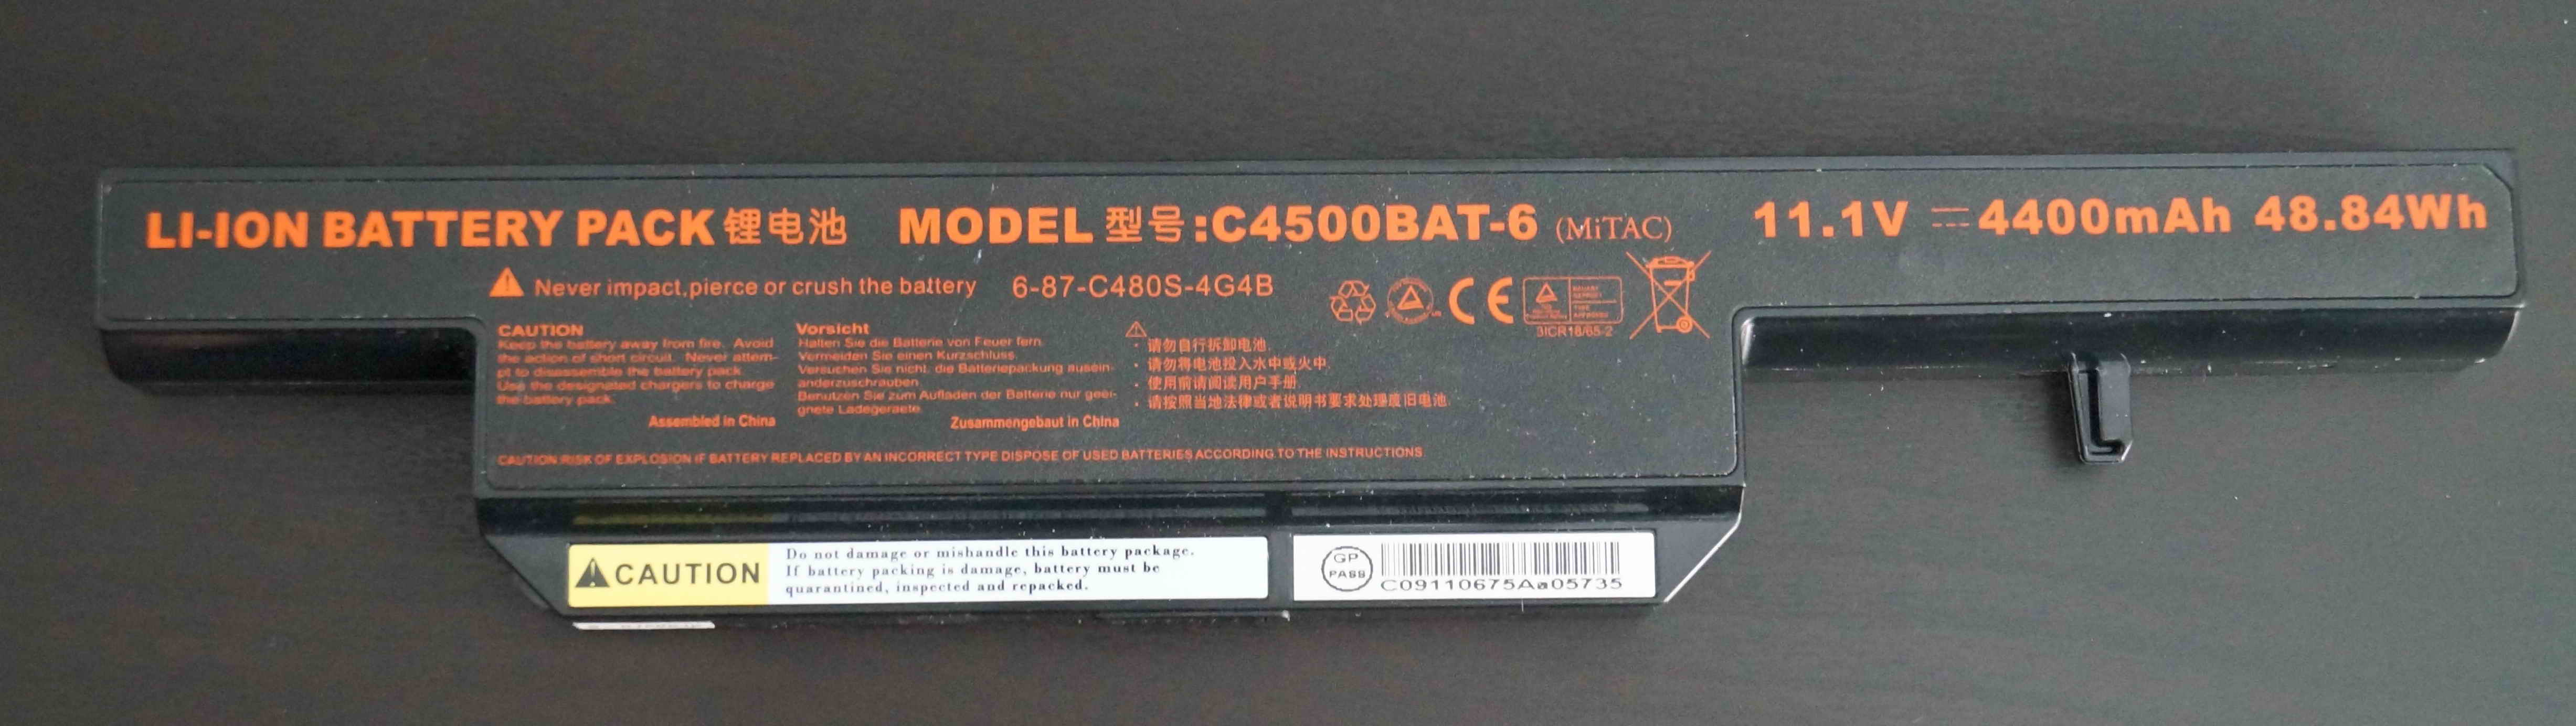 LI-ION BATTERY PACK 锂电池 MODEL 型号:C4500BAT-6 (MiTAC) 11.1V ⎓ 4400mAh 48.84Wh
Never impact,pierce or crush the battery 6-87-C480S-4G4B
CE
3ICR18/65-2
CAUTION
Keep the battery away from fire. Avoid
the action of short circuit. Never attem-
pt to disassemble the battery pack.
Use the designated chargers to charge
the battery pack.
Assembled in China
Vorsicht
Halten Sie die Batterie von Feuer fern.
Vermeiden Sie einen Kurzschluss.
Versuchen Sie nicht, die Batteriepackung ausein-
anderzuschrauben.
Benutzen Sie zum Aufladen der Batterie nur geei-
gnete Ladegeraete.
Zusammengebaut in China
· 请勿自行拆卸电池.
· 请勿将电池投入水中或火中.
· 使用前请阅读用户手册.
· 请按照当地法律或者说明书要求处理废旧电池.
CAUTION:RISK OF EXPLOSION IF BATTERY REPLACED BY AN INCORRECT TYPE DISPOSE OF USED BATTERIES ACCORDING TO THE INSTRUCTIONS
CAUTION
Do not damage or mishandle this battery package.
If battery packing is damage, battery must be
quarantined, inspected and repacked.
GP
PASS
C09110675Aa05735